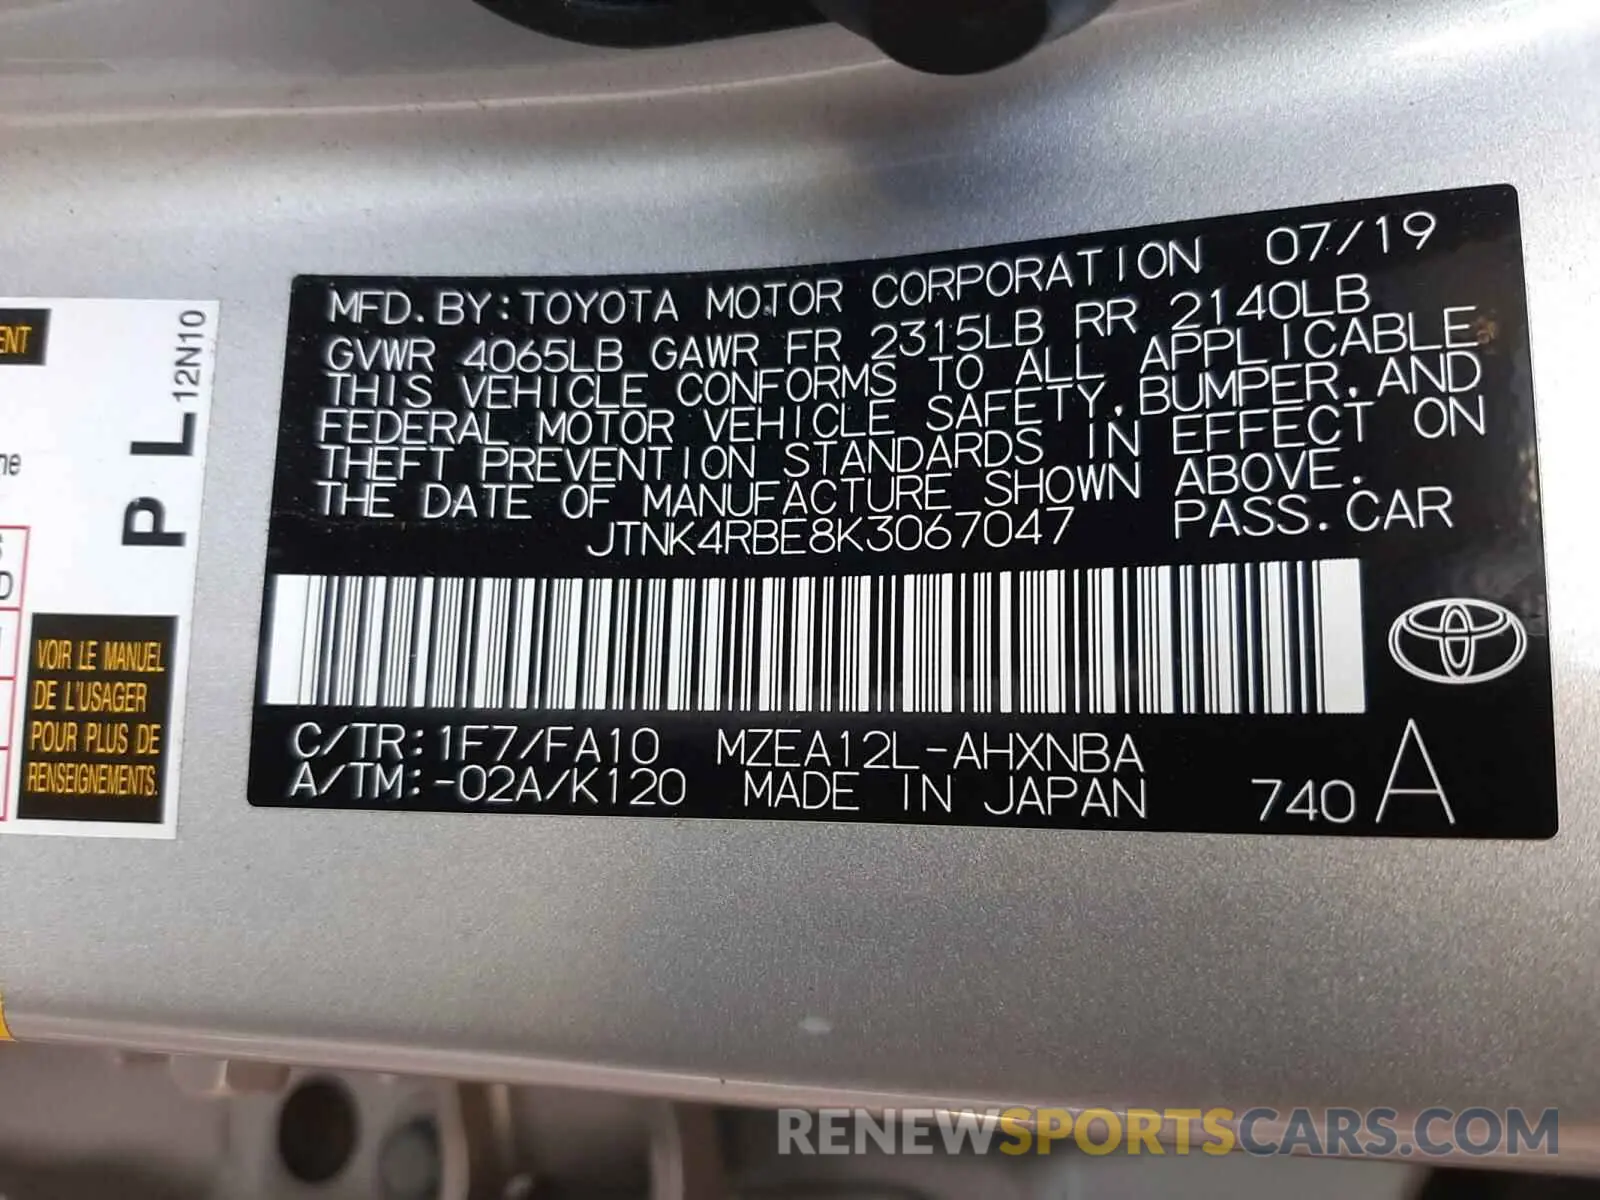 MFD. BY: TOYOTA MOTOR CORPORATION 07/19
GVWR 4065LB GAWR FR 2315LB RR 2140LB
THIS VEHICLE CONFORMS TO ALL APPLICABLE
FEDERAL MOTOR VEHICLE SAFETY, BUMPER, AND
THEFT PREVENTION STANDARDS IN EFFECT ON
THE DATE OF MANUFACTURE SHOWN ABOVE.
JTNK4RBE8K3067047 PASS. CAR
C/TR: 1F7/FA10 MZEA12L-AHXNBA
A/TM: -02A/K120 MADE IN JAPAN 740 A
P L 12N10
VOIR LE MANUEL
DE L'USAGER
POUR PLUS DE
RENSEIGNEMENTS.
RENEWSPORTSCARS.COM